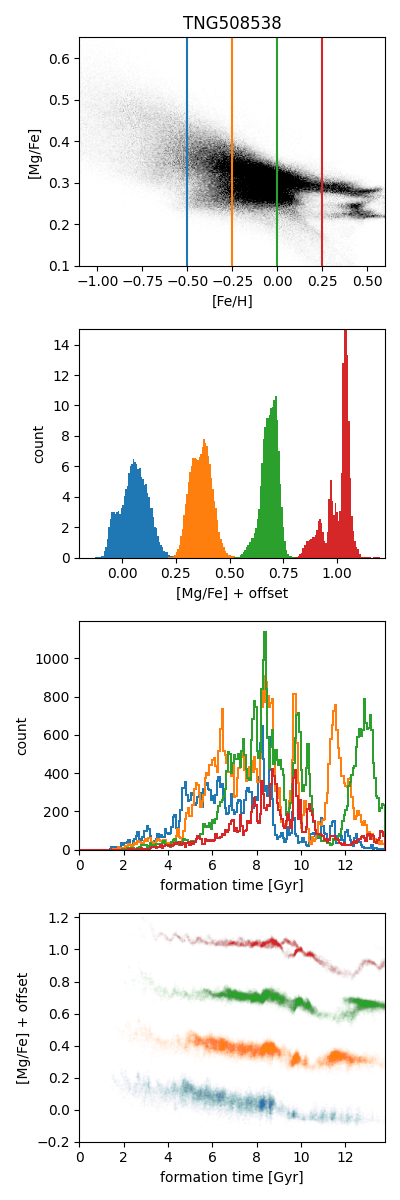 TNG508538
0.6
0.5
0.4
0.3
0.2
0.1
[Mg/Fe]
−1.00 −0.75 −0.50 −0.25 0.00 0.25 0.50
[Fe/H]
14
12
10
8
6
4
2
0
count
0.00 0.25 0.50 0.75 1.00
[Mg/Fe] + offset
1000
800
600
400
200
0
count
0 2 4 6 8 10 12
formation time [Gyr]
1.2
1.0
0.8
0.6
0.4
0.2
0.0
−0.2
[Mg/Fe] + offset
0 2 4 6 8 10 12
formation time [Gyr]